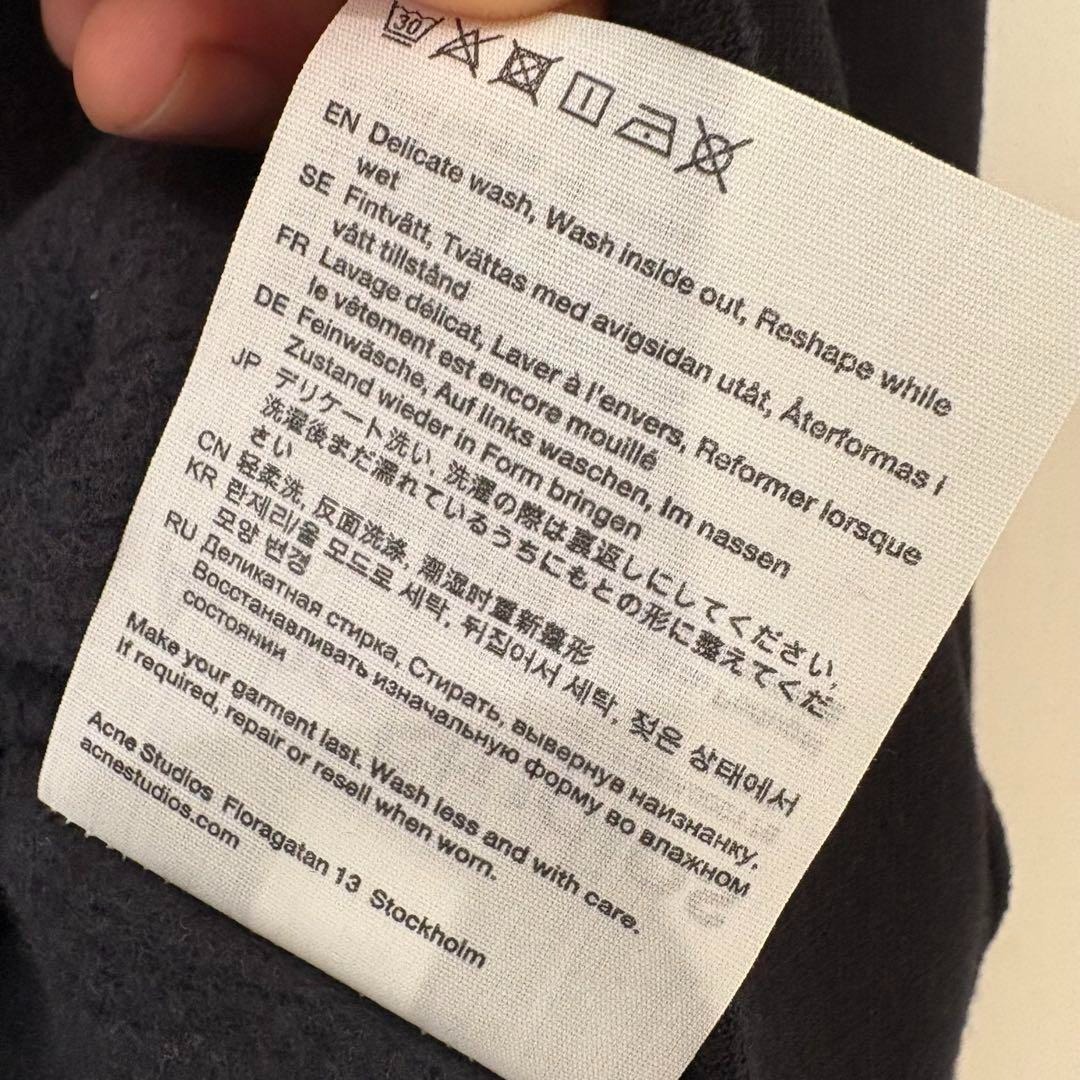 30
EN Delicate wash, Wash inside out, Reshape while
wet
SE Fintvätt, Tvättas med avigsidan utåt, Återformas i
vått tillstånd
FR Lavage délicat, Laver à l'envers, Reformer lorsque
le vêtement est encore mouillé
DE Feinwäsche, Auf links waschen, Im nassen
Zustand wieder in Form bringen
JP デリケート洗い, 洗濯の際は裏返しにしてください,
洗濯後まだ濡れているうちにもとの形に整えてくだ
さい
CN 轻柔洗, 反面洗涤, 潮湿时重新整形
KR 란제리/울 모드로 세탁, 뒤집어서 세탁, 젖은 상태에서
모양 변경
RU Деликатная стирка, Стирать, вывернув наизнанку,
Восстанавливать изначальную форму во влажном
состоянии
Make your garment last. Wash less and with care.
If required, repair or resell when worn.
Acne Studios Floragatan 13 Stockholm
acnestudios.com